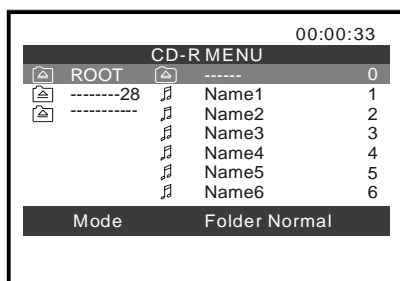 00:00:33
CD-R MENU
ROOT ------ 0
--------28 Name1 1
----------- Name2 2
Name3 3
Name4 4
Name5 5
Name6 6
Mode Folder Normal